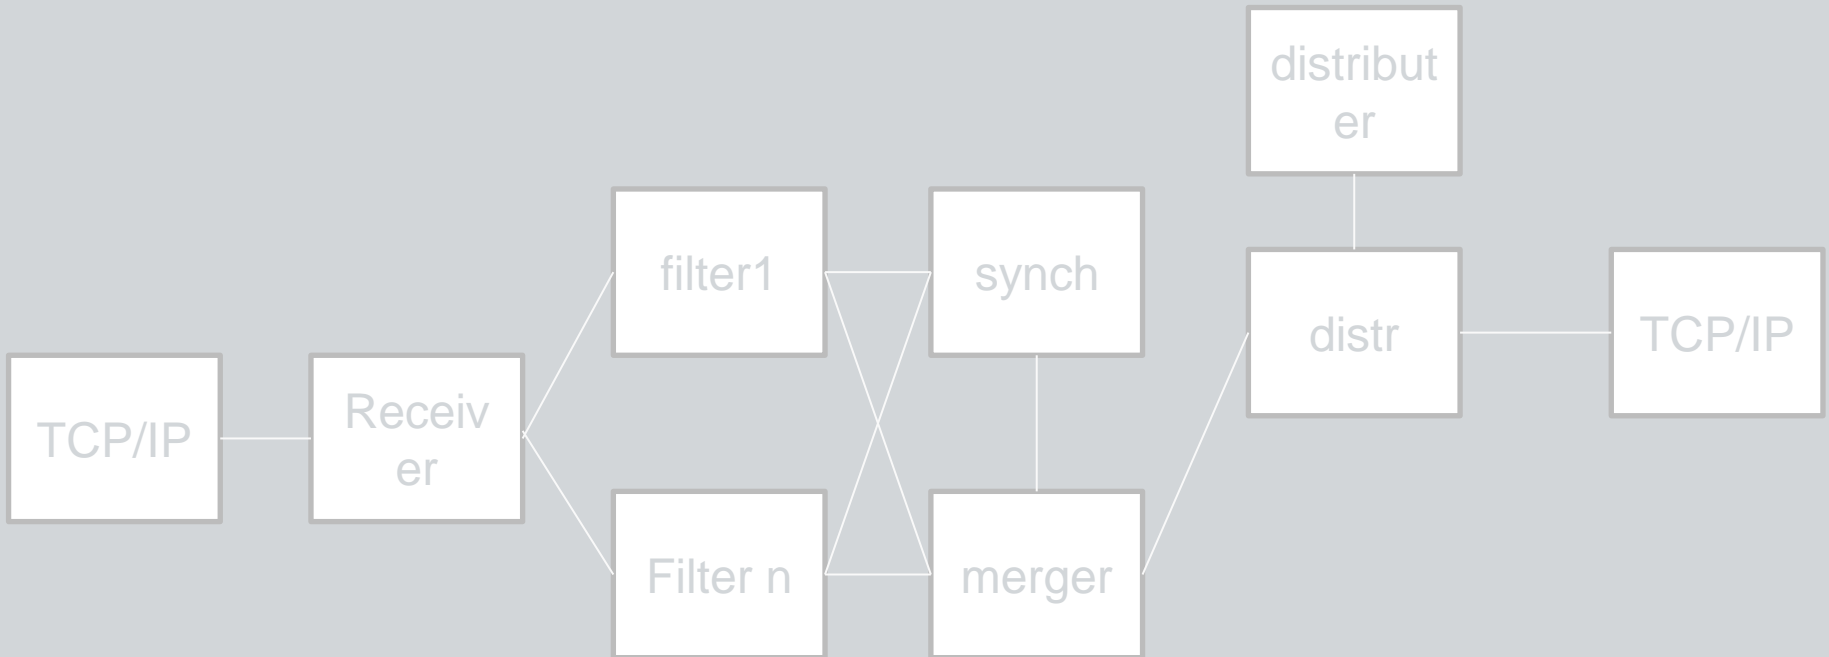 distribut
er
filter1
synch
distr
TCP/IP
TCP/IP
Receiv
er
Filter n
merger